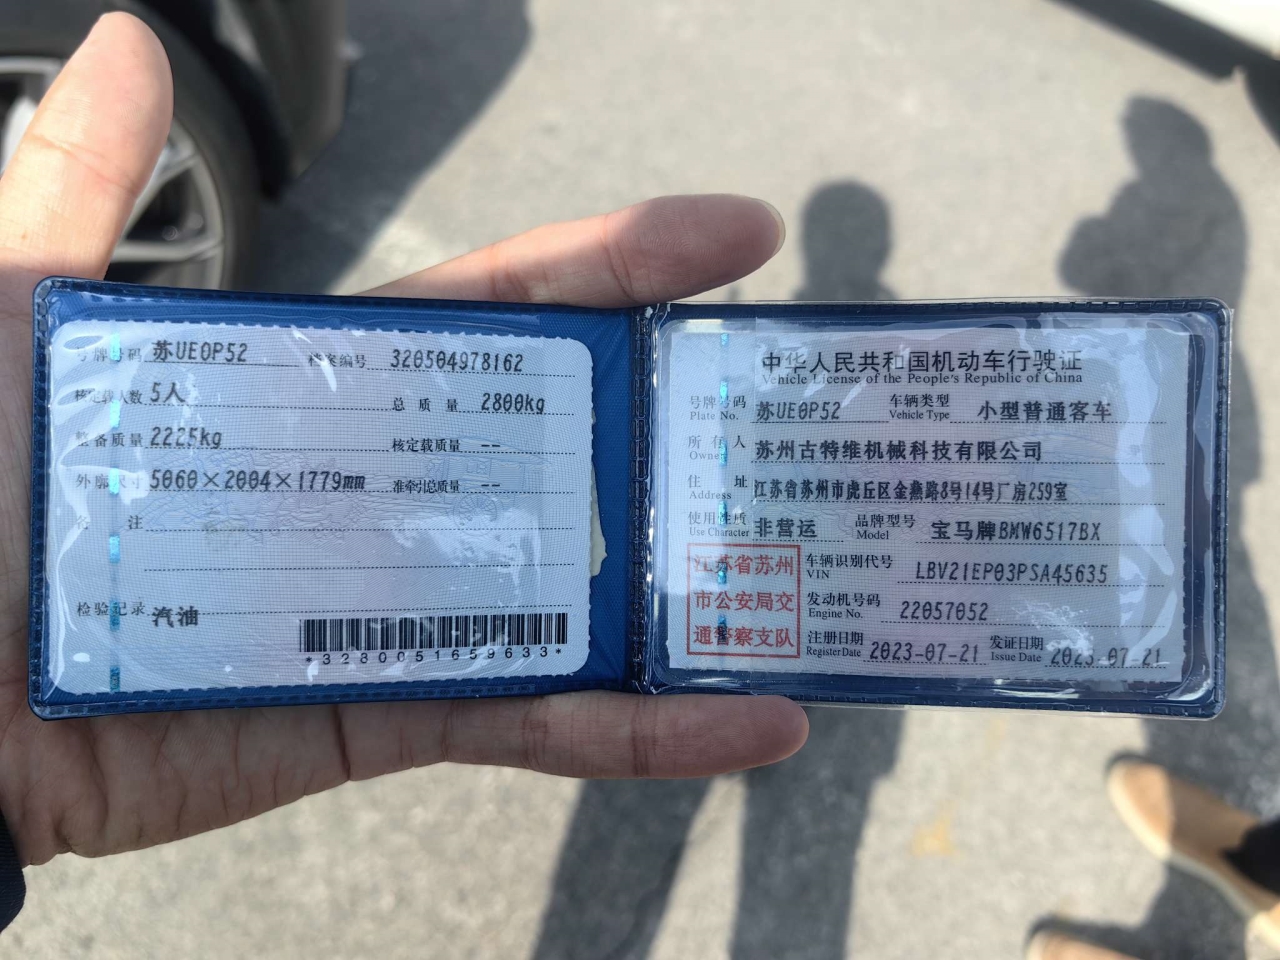 号牌号码 苏UE0P52 档案编号 320504978162
核定载人数 5人 总质量 2800kg
整备质量 2225kg 核定载质量 --
外廓尺寸 5060×2004×1779mm 准牵引总质量 --
备注
检验记录 汽油
*3230051659633*
中华人民共和国机动车行驶证
Vehicle License of the People's Republic of China
号牌号码 苏UE0P52 车辆类型 小型普通客车
Plate No. Vehicle Type
所有人 苏州古特维机械科技有限公司
Owner
住址 江苏省苏州市虎丘区金燕路8号14号厂房259室
Address
使用性质 非营运 品牌型号 宝马牌BMW6517BX
Use Character Model
江苏省苏州
市公安局交
通警察支队
车辆识别代号 LBV21EP03PSA45635
VIN
发动机号码 22057052
Engine No.
注册日期 2023-07-21 发证日期 2023-07-21
Register Date Issue Date